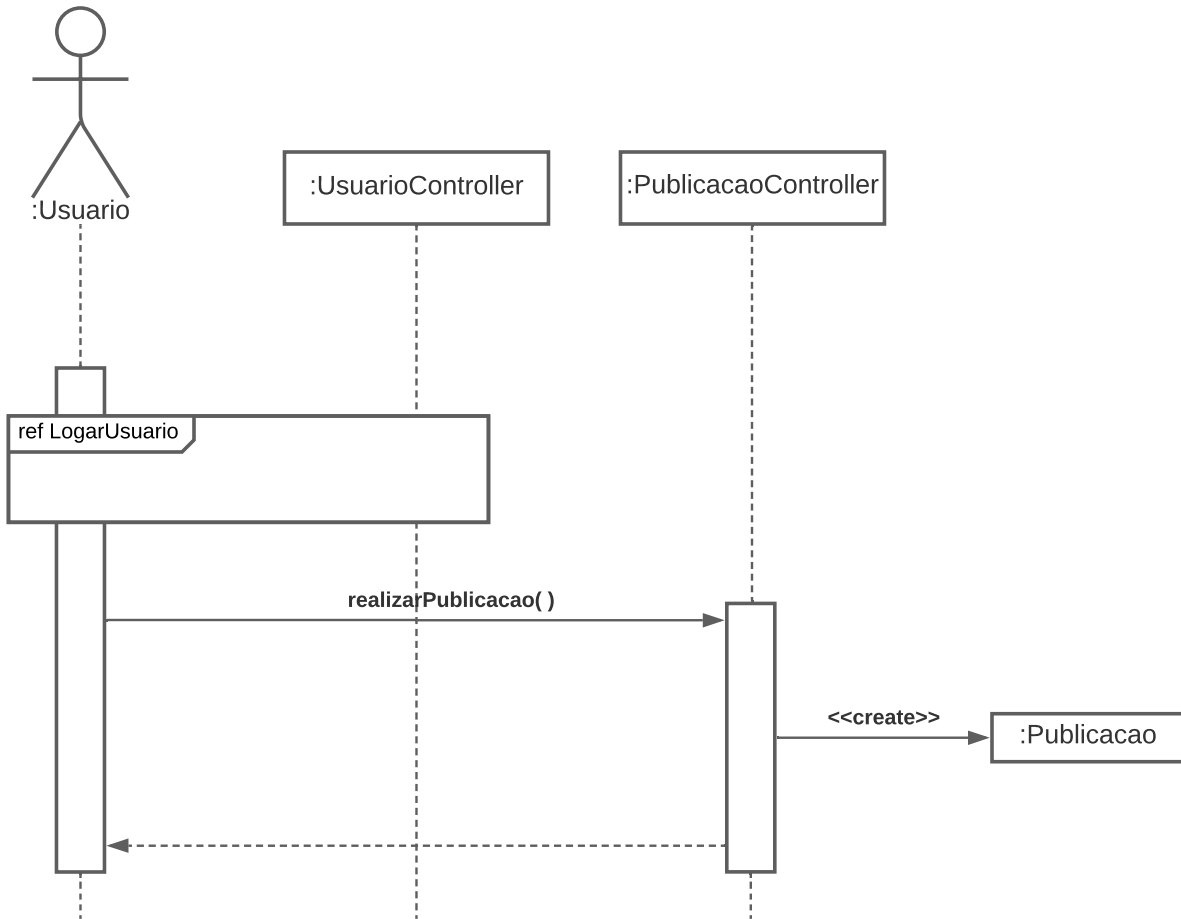 :Usuario
:UsuarioController
:PublicacaoController
ref LogarUsuario
realizarPublicacao( )
<<create>>
:Publicacao